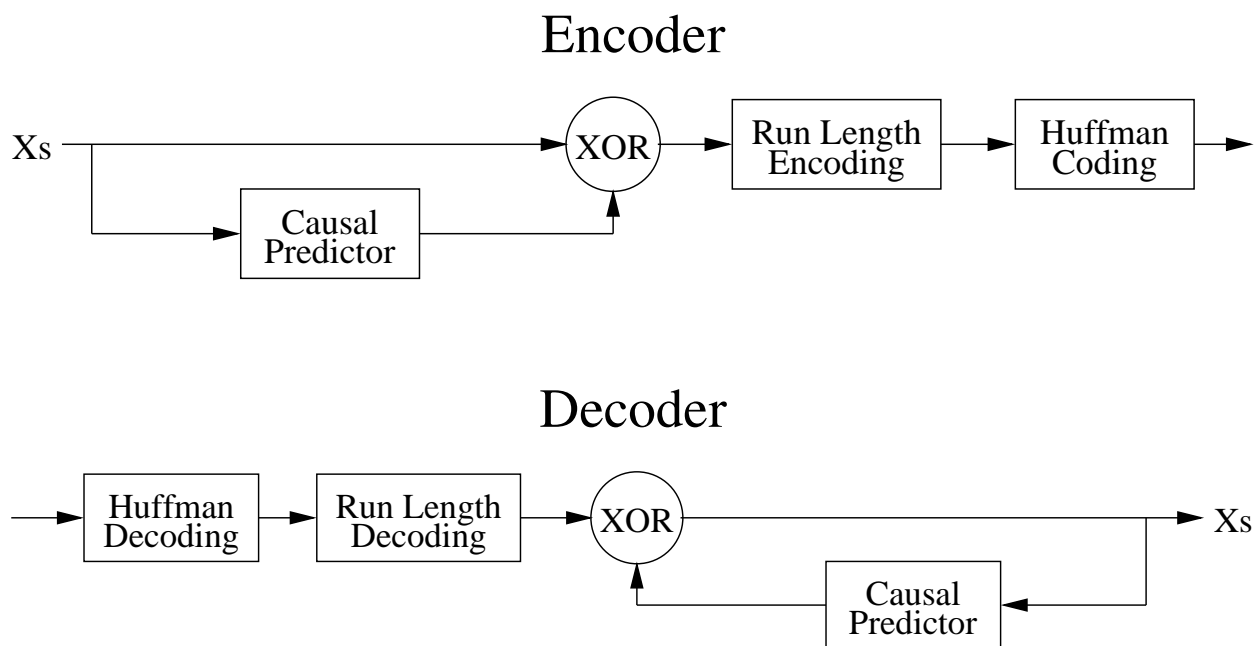 Encoder
Xs
XOR
Run Length
Encoding
Huffman
Coding
Causal
Predictor
Decoder
Huffman
Decoding
Run Length
Decoding
XOR
Xs
Causal
Predictor